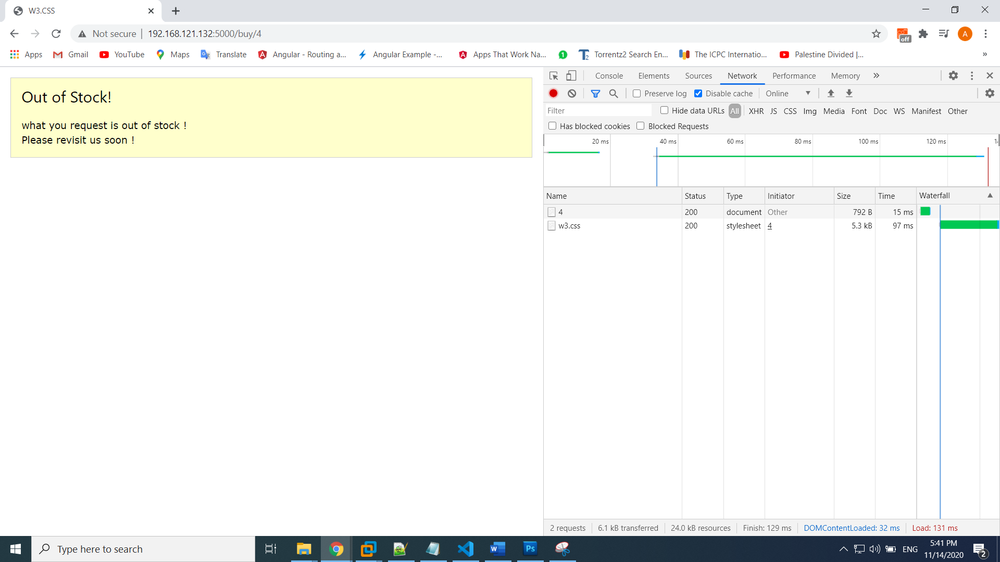 W3.CSS
Not secure | 192.168.121.132:5000/buy/4
off
A
Apps Gmail YouTube Maps Translate Angular - Routing a... Angular Example -... Apps That Work Na... 1 Torrentz2 Search En... The ICPC Internatio... Palestine Divided |... »
Out of Stock!
what you request is out of stock !
Please revisit us soon !
Console Elements Sources Network Performance Memory »
Preserve log Disable cache Online
Filter Hide data URLs All XHR JS CSS Img Media Font Doc WS Manifest Other
Has blocked cookies Blocked Requests
20 ms 40 ms 60 ms 80 ms 100 ms 120 ms
Name Status Type Initiator Size Time Waterfall
4 200 document Other 792 B 15 ms
w3.css 200 stylesheet 4 5.3 kB 97 ms
2 requests 6.1 kB transferred 24.0 kB resources Finish: 129 ms DOMContentLoaded: 32 ms Load: 131 ms
Type here to search
Ps
ENG
5:41 PM
11/14/2020
2